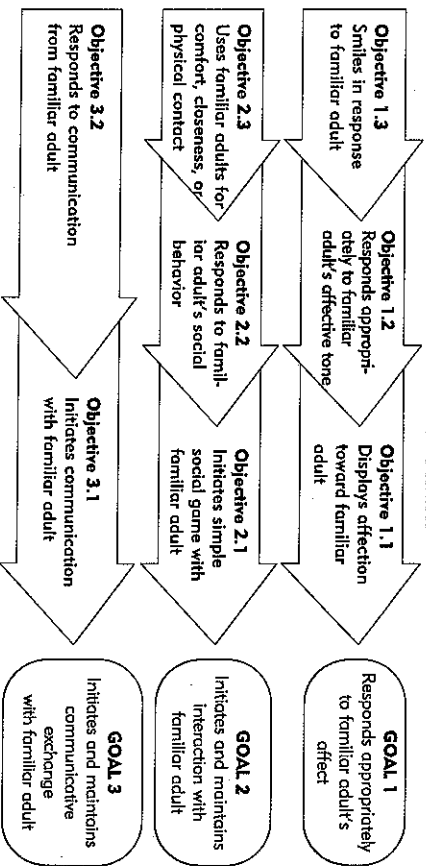 Objective 1.3
Smiles in response
to familiar adult
Objective 1.2
Responds appropri-
ately to familiar
adult's affective tone
Objective 1.1
Displays affection
toward familiar
adult
GOAL 1
Responds appropriately
to familiar adult's
affect
Objective 2.3
Uses familiar adults for
comfort, closeness, or
physical contact
Objective 2.2
Responds to famil-
iar adult's social
behavior
Objective 2.1
Initiates simple
social game with
familiar adult
GOAL 2
Initiates and maintains
interaction with
familiar adult
Objective 3.2
Responds to communication
from familiar adult
Objective 3.1
Initiates communication
with familiar adult
GOAL 3
Initiates and maintains
communicative
exchange
with familiar adult